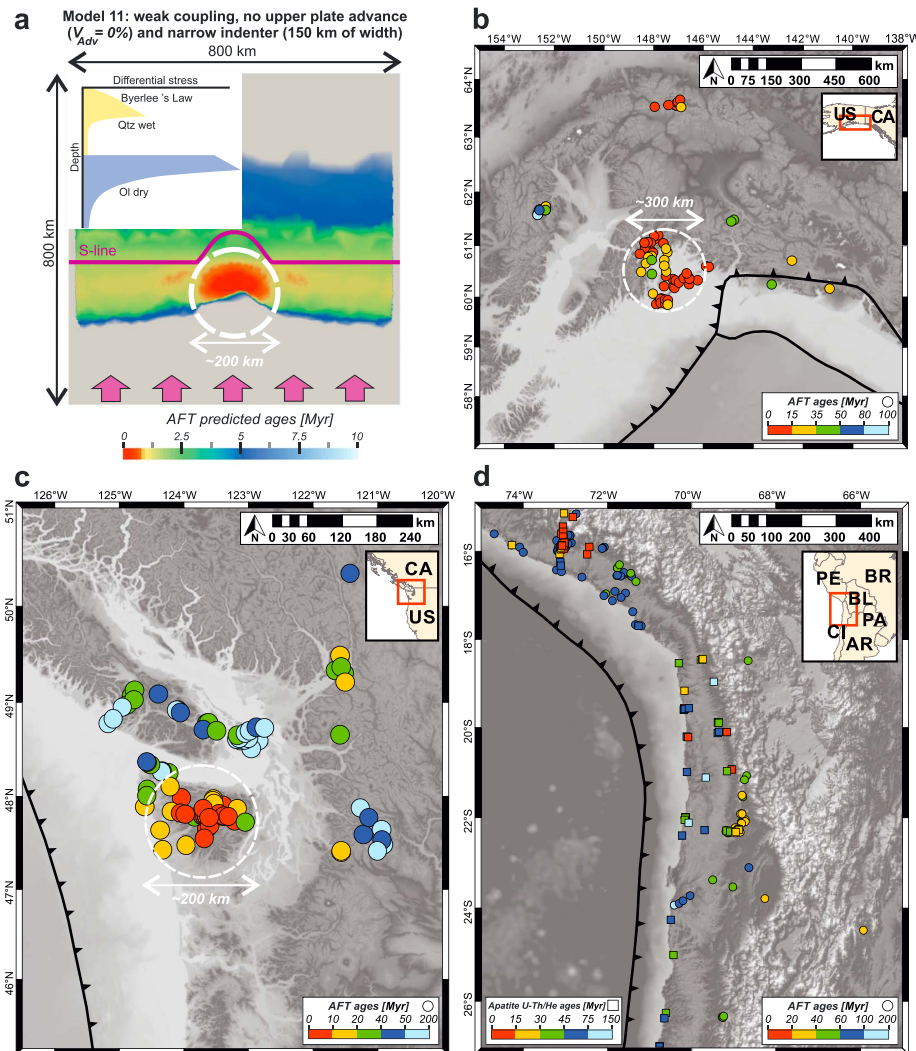 a
Model 11: weak coupling, no upper plate advance
(VAdv = 0%) and narrow indenter (150 km of width)
800 km
800 km
Differential stress
Byerlee 's Law
Qtz wet
Depth
Ol dry
S-line
~200 km
AFT predicted ages [Myr]
0 2.5 5 7.5 10
b
154°W 152°W 150°W 148°W 146°W 144°W 142°W 140°W 138°W
64°N
63°N
62°N
61°N
60°N
59°N
58°N
N
km
0 75 150 300 450 600
US CA
~300 km
AFT ages [Myr]
0 15 35 50 80 100
c
126°W 125°W 124°W 123°W 122°W 121°W 120°W
51°N
50°N
49°N
48°N
47°N
46°N
N
km
0 30 60 120 180 240
CA
US
~200 km
AFT ages [Myr]
0 10 20 40 50 200
d
74°W 72°W 70°W 68°W 66°W
16°S
18°S
20°S
22°S
24°S
26°S
N
km
0 50 100 200 300 400
PE BR
BL
PA
CI
AR
Apatite U-Th/He ages [Myr]
0 15 30 45 75 150
AFT ages [Myr]
0 20 40 60 100 200